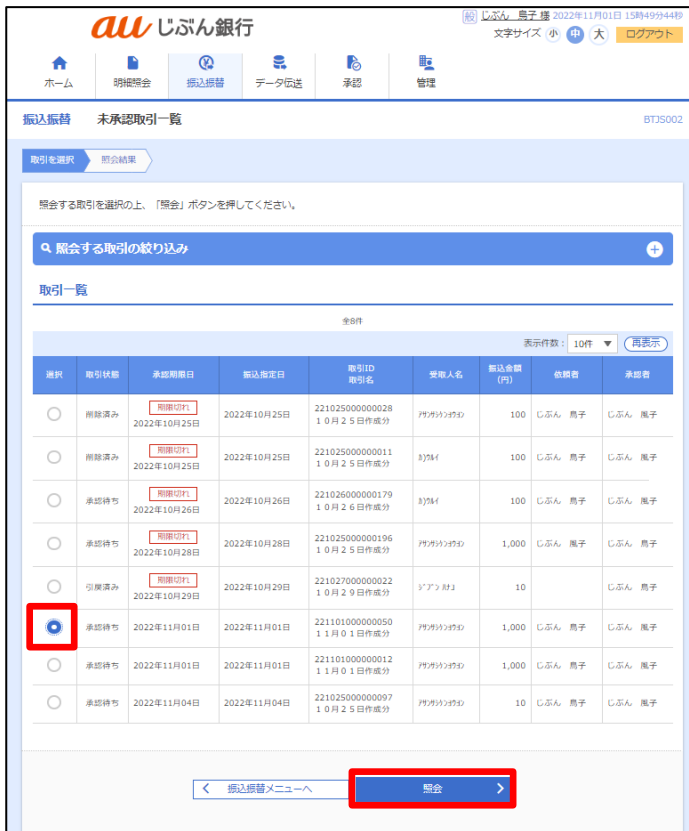 au じぶん銀行
般 じぶん 鳥子 様 2022年11月01日 15時49分44秒
文字サイズ 小 中 大 ログアウト
ホーム 明細照会 振込振替 データ伝送 承認 管理
振込振替 未承認取引一覧 BTJS002
取引を選択 照会結果
照会する取引を選択の上、「照会」ボタンを押してください。
照会する取引の絞り込み
取引一覧
全8件
表示件数： 10件 再表示
選択 取引状態 承認期限日 振込指定日 取引ID 受取人名 振込金額 依頼者 承認者
取引名 (円)
削除済み 期限切れ 2022年10月25日 221025000000028 100 じぶん 鳥子 じぶん 風子
2022年10月25日 １０月２５日作成分
削除済み 期限切れ 2022年10月25日 221025000000011 100 じぶん 鳥子 じぶん 風子
2022年10月25日 １０月２５日作成分
承認待ち 期限切れ 2022年10月26日 221026000000179 100 じぶん 鳥子 じぶん 風子
2022年10月26日 １０月２６日作成分
承認待ち 期限切れ 2022年10月28日 221025000000196 1,000 じぶん 風子 じぶん 鳥子
2022年10月28日 １０月２５日作成分
引戻済み 期限切れ 2022年10月29日 221027000000022 10 じぶん 鳥子
2022年10月29日 １０月２９日作成分
承認待ち 2022年11月01日 2022年11月01日 221101000000050 1,000 じぶん 鳥子 じぶん 風子
１１月０１日作成分
承認待ち 2022年11月01日 2022年11月01日 221101000000012 1,000 じぶん 鳥子 じぶん 風子
１１月０１日作成分
承認待ち 2022年11月04日 2022年11月04日 221025000000097 10 じぶん 鳥子 じぶん 風子
１０月２５日作成分
振込振替メニューへ 照会